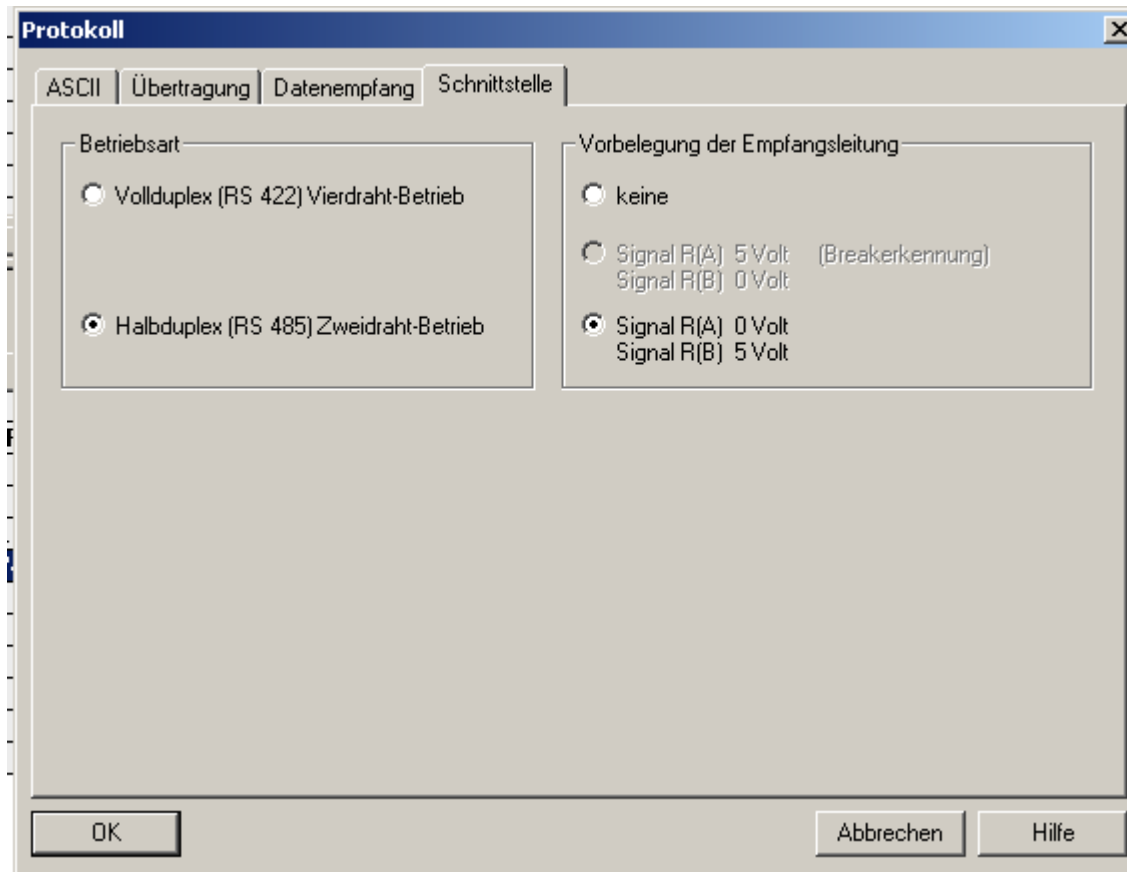 Protokoll
ASCII
Übertragung
Datenempfang
Schnittstelle
Betriebsart
Vollduplex (RS 422) Vierdraht-Betrieb
Halbduplex (RS 485) Zweidraht-Betrieb
Vorbelegung der Empfangsleitung
keine
Signal R(A) 5 Volt (Breakerkennung)
Signal R(B) 0 Volt
Signal R(A) 0 Volt
Signal R(B) 5 Volt
OK
Abbrechen
Hilfe